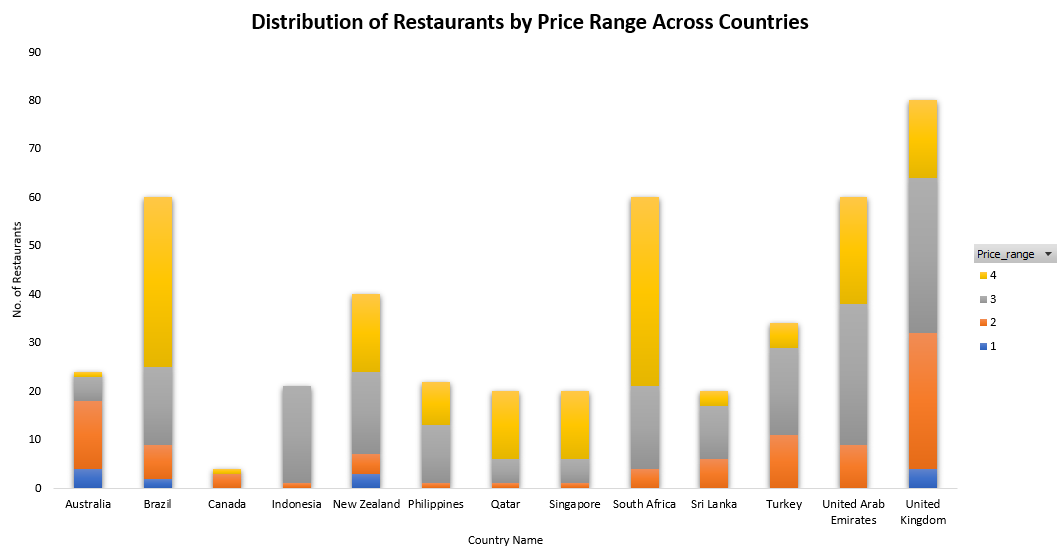 Distribution of Restaurants by Price Range Across Countries
90
80
70
60
50
40
30
20
10
0
No. of Restaurants
Australia
Brazil
Canada
Indonesia
New Zealand
Philippines
Qatar
Singapore
South Africa
Sri Lanka
Turkey
United Arab
Emirates
United
Kingdom
Country Name
Price_range
4
3
2
1